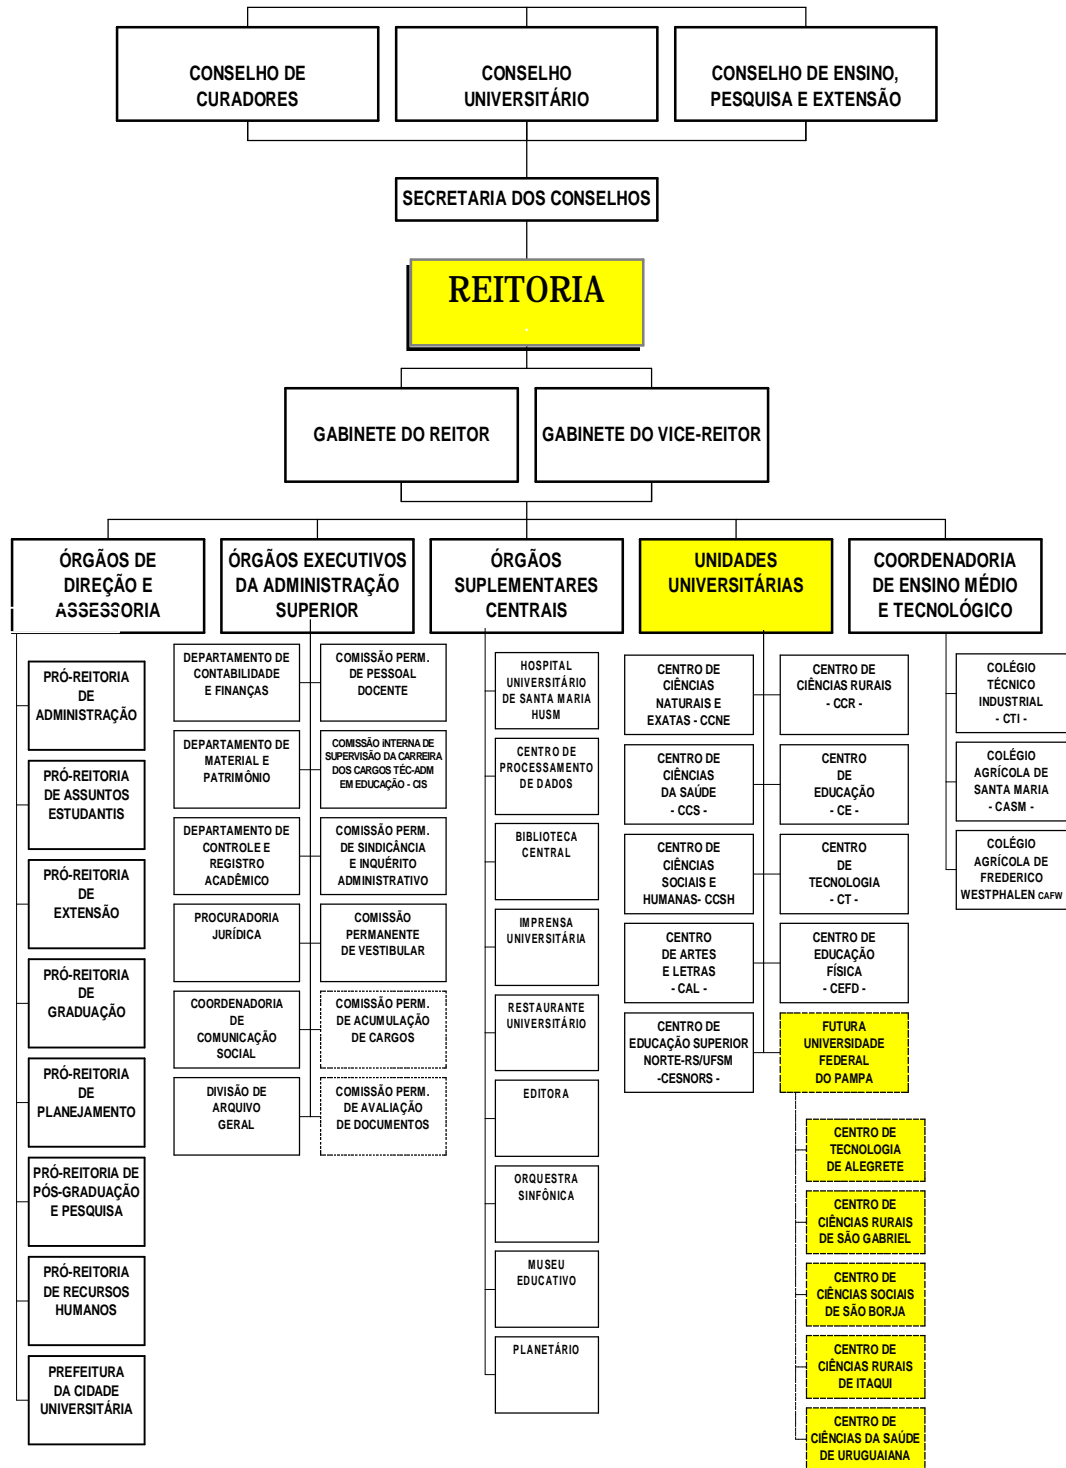 CONSELHO DE
CURADORES
CONSELHO
UNIVERSITÁRIO
CONSELHO DE ENSINO,
PESQUISA E EXTENSÃO
SECRETARIA DOS CONSELHOS
REITORIA
GABINETE DO REITOR
GABINETE DO VICE-REITOR
ÓRGÃOS DE
DIREÇÃO E
ASSESSORIA
ÓRGÃOS EXECUTIVOS
DA ADMINISTRAÇÃO
SUPERIOR
ÓRGÃOS
SUPLEMENTARES
CENTRAIS
UNIDADES
UNIVERSITÁRIAS
COORDENADORIA
DE ENSINO MÉDIO
E TECNOLÓGICO
PRÓ-REITORIA
DE
ADMINISTRAÇÃO
PRÓ-REITORIA
DE ASSUNTOS
ESTUDANTIS
PRÓ-REITORIA
DE
EXTENSÃO
PRÓ-REITORIA
DE
GRADUAÇÃO
PRÓ-REITORIA
DE
PLANEJAMENTO
PRÓ-REITORIA DE
PÓS-GRADUAÇÃO
E PESQUISA
PRÓ-REITORIA
DE RECURSOS
HUMANOS
PREFEITURA
DA CIDADE
UNIVERSITÁRIA
DEPARTAMENTO DE
CONTABILIDADE
E FINANÇAS
COMISSÃO PERM.
DE PESSOAL
DOCENTE
DEPARTAMENTO DE
MATERIAL E
PATRIMÔNIO
COMISSÃO iNTERNA DE
SUPERVISÃO DA CARREIRA
DOS CARGOS TÉC-ADM
EM EDUCAÇÃO - CIS
DEPARTAMENTO DE
CONTROLE E
REGISTRO
ACADÊMICO
COMISSÃO PERM.
DE SINDICÂNCIA
E INQUÉRITO
ADMINISTRATIVO
PROCURADORIA
JURÍDICA
COMISSÃO
PERMANENTE
DE VESTIBULAR
COORDENADORIA
DE
COMUNICAÇÃO
SOCIAL
COMISSÃO PERM.
DE ACUMULAÇÃO
DE CARGOS
DIVISÃO DE
ARQUIVO
GERAL
COMISSÃO PERM.
DE AVALIAÇÃO
DE DOCUMENTOS
HOSPITAL
UNIVERSITÁRIO
DE SANTA MARIA
HUSM
CENTRO DE
PROCESSAMENTO
DE DADOS
BIBLIOTECA
CENTRAL
IMPRENSA
UNIVERSITÁRIA
RESTAURANTE
UNIVERSITÁRIO
EDITORA
ORQUESTRA
SINFÔNICA
MUSEU
EDUCATIVO
PLANETÁRIO
CENTRO DE
CIÊNCIAS
NATURAIS E
EXATAS - CCNE
CENTRO DE
CIÊNCIAS RURAIS
- CCR -
CENTRO DE
CIÊNCIAS
DA SAÚDE
- CCS -
CENTRO
DE
EDUCAÇÃO
- CE -
CENTRO DE
CIÊNCIAS
SOCIAIS E
HUMANAS- CCSH
CENTRO
DE
TECNOLOGIA
- CT -
CENTRO
DE ARTES
E LETRAS
- CAL -
CENTRO DE
EDUCAÇÃO
FÍSICA
- CEFD -
CENTRO DE
EDUCAÇÃO SUPERIOR
NORTE-RS/UFSM
-CESNORS -
FUTURA
UNIVERSIDADE
FEDERAL
DO PAMPA
CENTRO DE
TECNOLOGIA
DE ALEGRETE
CENTRO DE
CIÊNCIAS RURAIS
DE SÃO GABRIEL
CENTRO DE
CIÊNCIAS SOCIAIS
DE SÃO BORJA
CENTRO DE
CIÊNCIAS RURAIS
DE ITAQUI
CENTRO DE
CIÊNCIAS DA SAÚDE
DE URUGUAIANA
COLÉGIO
TÉCNICO
INDUSTRIAL
- CTI -
COLÉGIO
AGRÍCOLA DE
SANTA MARIA
- CASM -
COLÉGIO
AGRÍCOLA DE
FREDERICO
WESTPHALEN CAFW